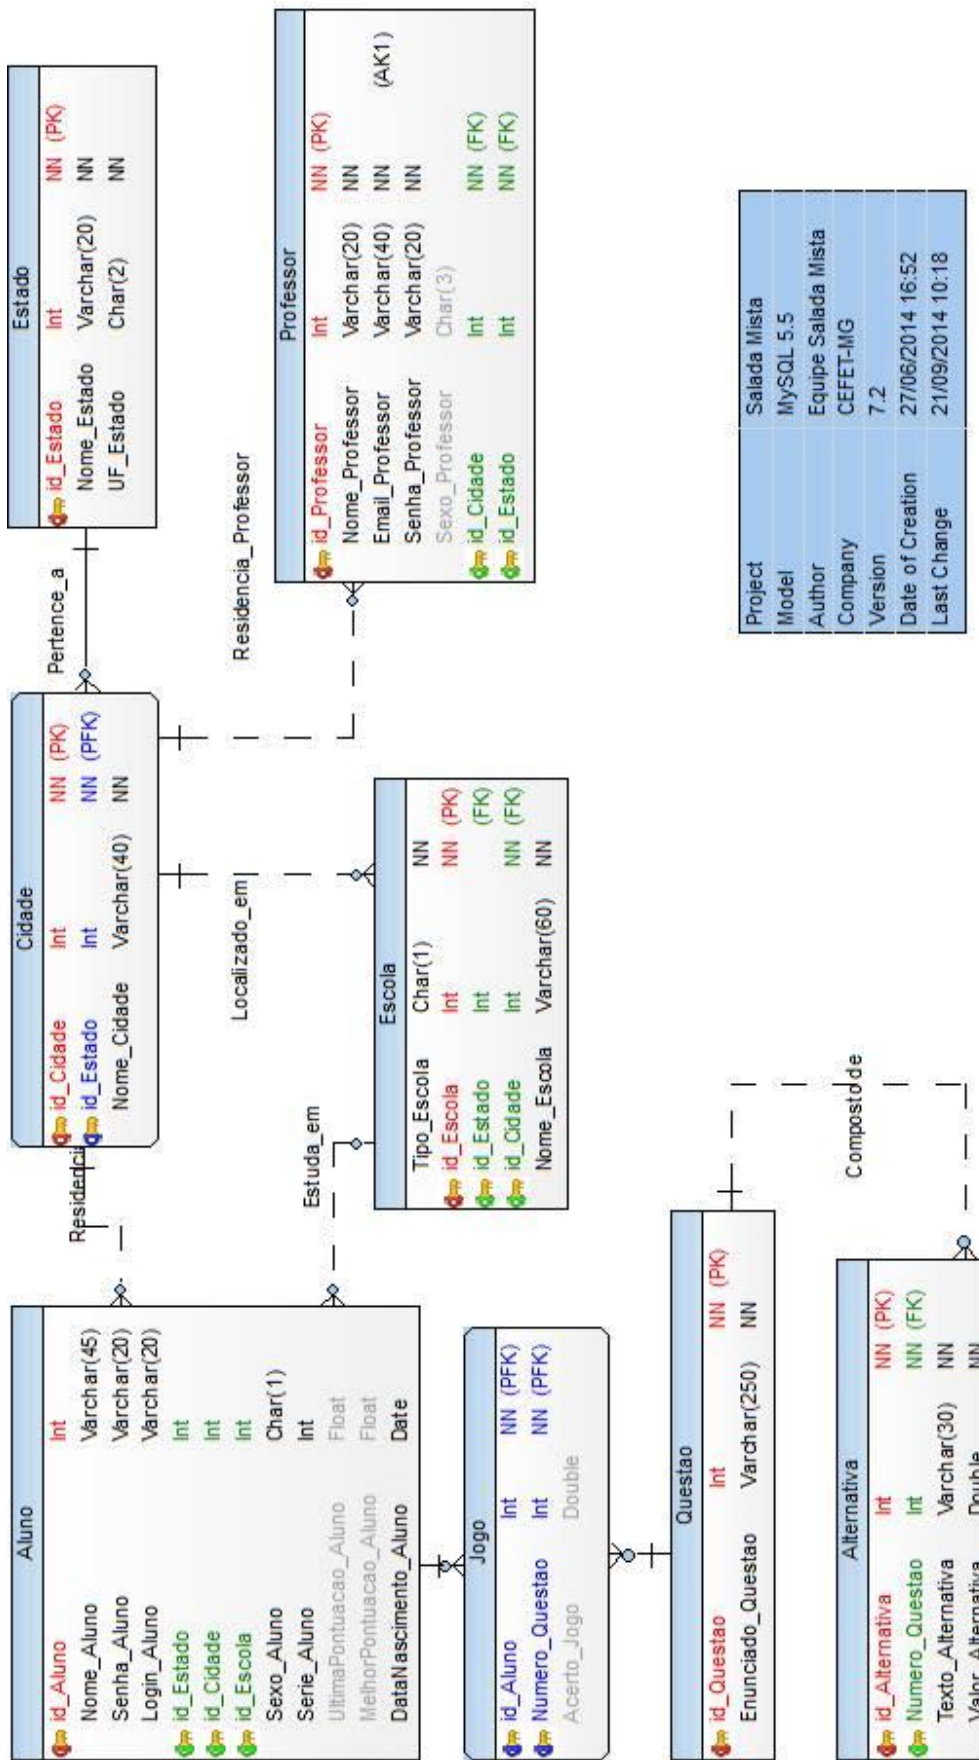 Aluno
id_Aluno Int
Nome_Aluno Varchar(45)
Senha_Aluno Varchar(20)
Login_Aluno Varchar(20)
id_Estado Int
id_Cidade Int
id_Escola Int
Sexo_Aluno Char(1)
Serie_Aluno Int
UltimaPontuacao_Aluno Float
MelhorPontuacao_Aluno Float
DataNascimento_Aluno Date
Cidade
id_Cidade Int NN (PK)
id_Estado Int NN (PFK)
Nome_Cidade Varchar(40) NN
Pertence_a
Estado
id_Estado Int NN (PK)
Nome_Estado Varchar(20) NN
UF_Estado Char(2) NN
Localizado_em
Residencia_Professor
Estuda_em
Escola
Tipo_Escola Char(1) NN
id_Escola Int NN (PK)
id_Estado Int (FK)
id_Cidade Int NN (FK)
Nome_Escola Varchar(60) NN
Professor
id_Professor Int NN (PK)
Nome_Professor Varchar(20) NN
Email_Professor Varchar(40) NN (AK1)
Senha_Professor Varchar(20) NN
Sexo_Professor Char(3)
id_Cidade Int NN (FK)
id_Estado Int NN (FK)
Jogo
id_Aluno Int NN (PFK)
Numero_Questao Int NN (PFK)
Acerto_Jogo Double
Questao
id_Questao Int NN (PK)
Enunciado_Questao Varchar(250) NN
Composto de
Alternativa
id_Alternativa Int NN (PK)
Numero_Questao Int NN (FK)
Texto_Alternativa Varchar(30) NN
Valor_Alternativa Double NN
Project Salada Mista
Model MySQL 5.5
Author Equipe Salada Mista
Company CEFET-MG
Version 7.2
Date of Creation 27/06/2014 16:52
Last Change 21/09/2014 10:18